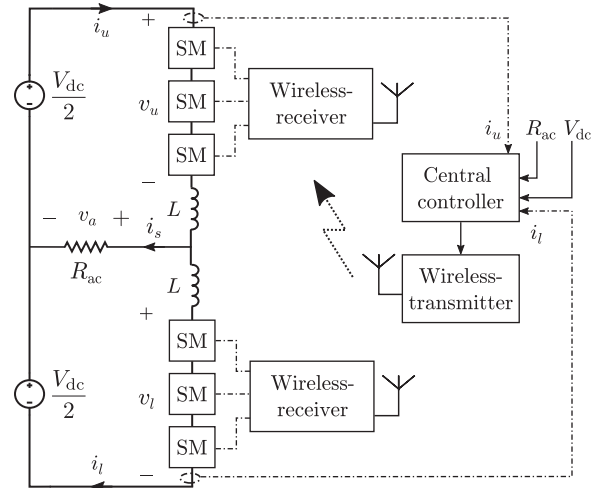 i_u
+
SM
V_dc
2
v_u
SM
SM
−
Wireless-
receiver
i_u
R_ac
V_dc
Central
controller
i_l
L
− v_a +
i_s
R_ac
L
Wireless-
transmitter
+
SM
V_dc
2
v_l
SM
SM
Wireless-
receiver
i_l
−